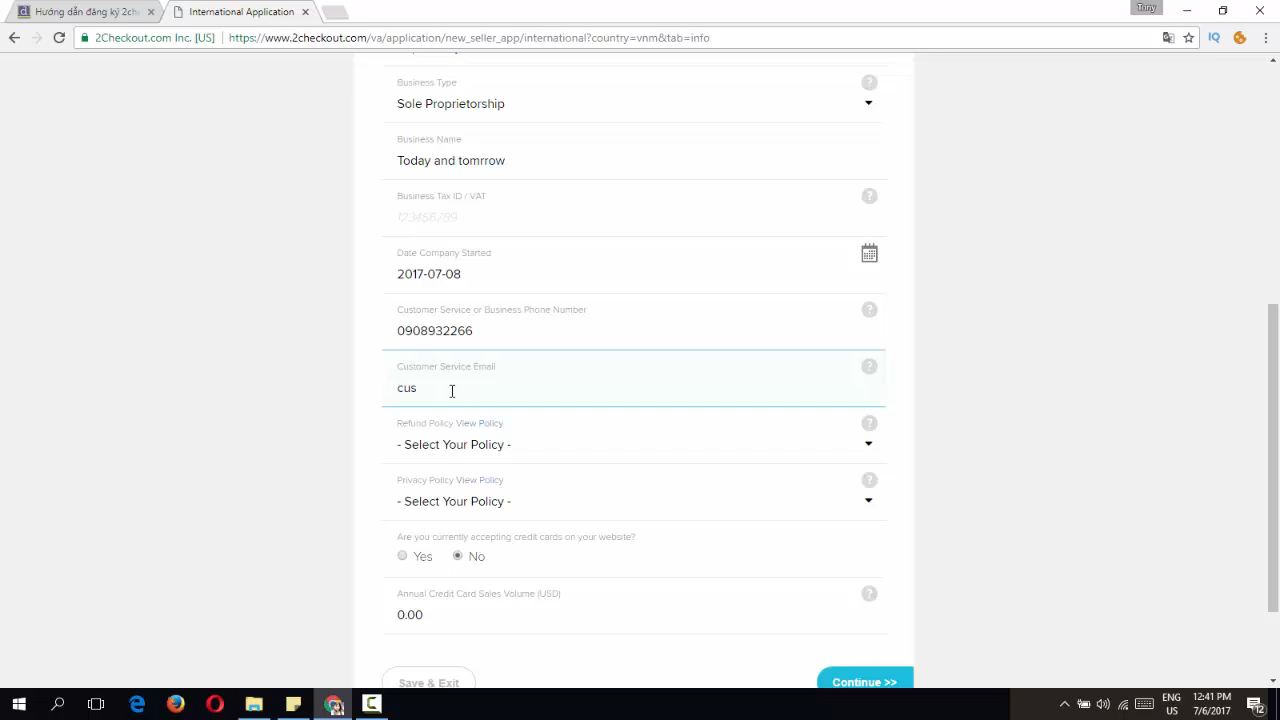 Hướng dẫn đăng ký 2che
International Application
Tinny
2Checkout.com Inc. [US]
https://www.2checkout.com/va/application/new_seller_app/international?country=vnm&tab=info
IQ
Business Type
Sole Proprietorship
Business Name
Today and tomrrow
Business Tax ID / VAT
123456789
Date Company Started
2017-07-08
Customer Service or Business Phone Number
0908932266
Customer Service Email
cus
Refund Policy View Policy
- Select Your Policy -
Privacy Policy View Policy
- Select Your Policy -
Are you currently accepting credit cards on your website?
Yes No
Annual Credit Card Sales Volume (USD)
0.00
Save & Exit
Continue >>
ENG
US
12:41 PM
7/6/2017
12